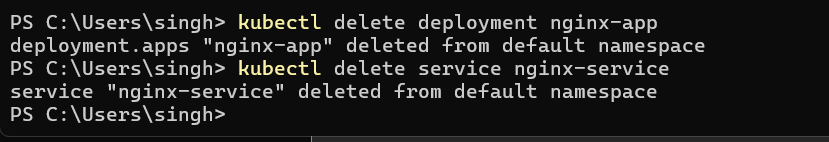 PS C:\Users\singh> kubectl delete deployment nginx-app
deployment.apps "nginx-app" deleted from default namespace
PS C:\Users\singh> kubectl delete service nginx-service
service "nginx-service" deleted from default namespace
PS C:\Users\singh>